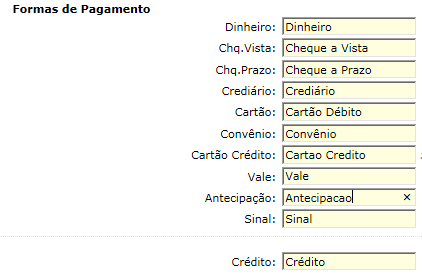 Formas de Pagamento
Dinheiro: Dinheiro
Chq.Vista: Cheque a Vista
Chq.Prazo: Cheque a Prazo
Crediário: Crediário
Cartão: Cartão Débito
Convênio: Convênio
Cartão Crédito: Cartao Credito
Vale: Vale
Antecipação: Antecipacao ×
Sinal: Sinal
Crédito: Crédito